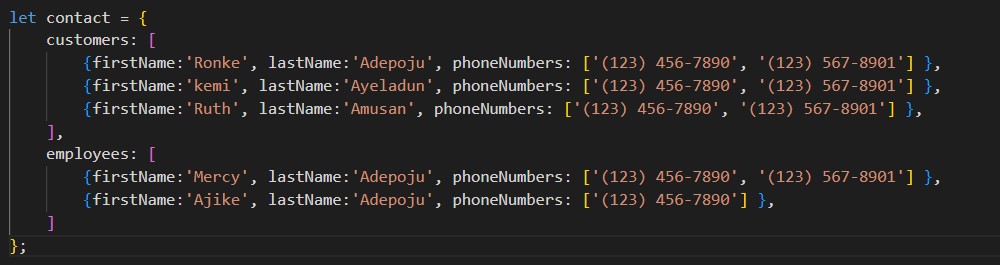 let contact = {
    customers: [
        {firstName:'Ronke', lastName:'Adepoju', phoneNumbers: ['(123) 456-7890', '(123) 567-8901'] },
        {firstName:'kemi', lastName:'Ayeladun', phoneNumbers: ['(123) 456-7890', '(123) 567-8901'] },
        {firstName:'Ruth', lastName:'Amusan', phoneNumbers: ['(123) 456-7890', '(123) 567-8901'] },
    ],
    employees: [
        {firstName:'Mercy', lastName:'Adepoju', phoneNumbers: ['(123) 456-7890', '(123) 567-8901'] },
        {firstName:'Ajike', lastName:'Adepoju', phoneNumbers: ['(123) 456-7890'] },
    ]
};